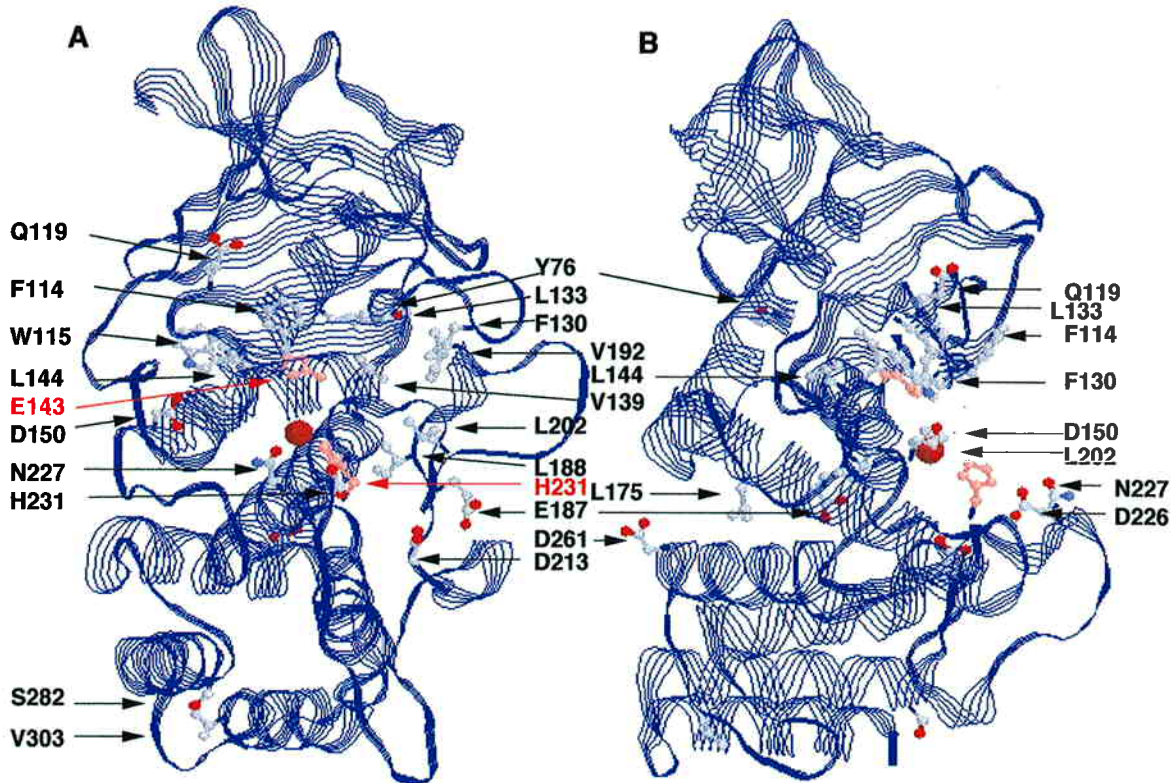 A
B
Q119
F114
W115
L144
E143
D150
N227
H231
S282
V303
Y76
L133
F130
V192
L144
V139
L202
L188
H231
L175
E187
D261
D213
Q119
L133
F114
F130
D150
L202
N227
D226